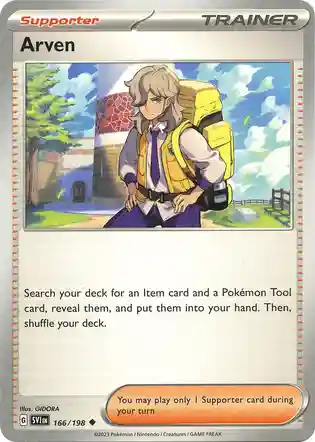 Supporter
TRAINER
Arven
Search your deck for an Item card and a Pokémon Tool
card, reveal them, and put them into your hand. Then,
shuffle your deck.
Illus. GIDORA
G SVI EN 166/198
You may play only 1 Supporter card during
your turn.
©2023 Pokémon / Nintendo / Creatures / GAME FREAK